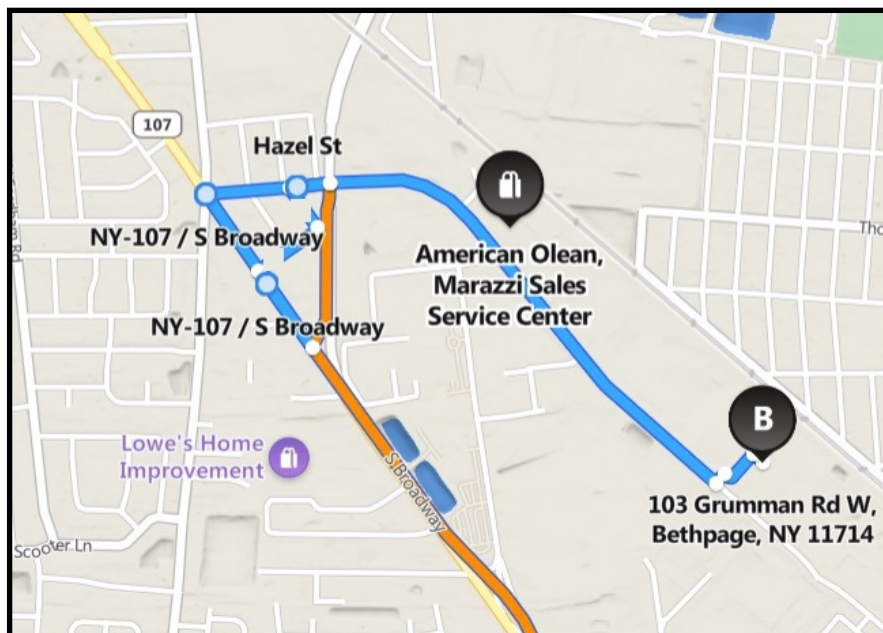 107
Hazel St
NY-107 / S Broadway
American Olean,
Marazzi Sales
Service Center
NY-107 / S Broadway
B
Lowe's Home
Improvement
S Broadway
103 Grumman Rd W,
Bethpage, NY 11714
Scooter Ln